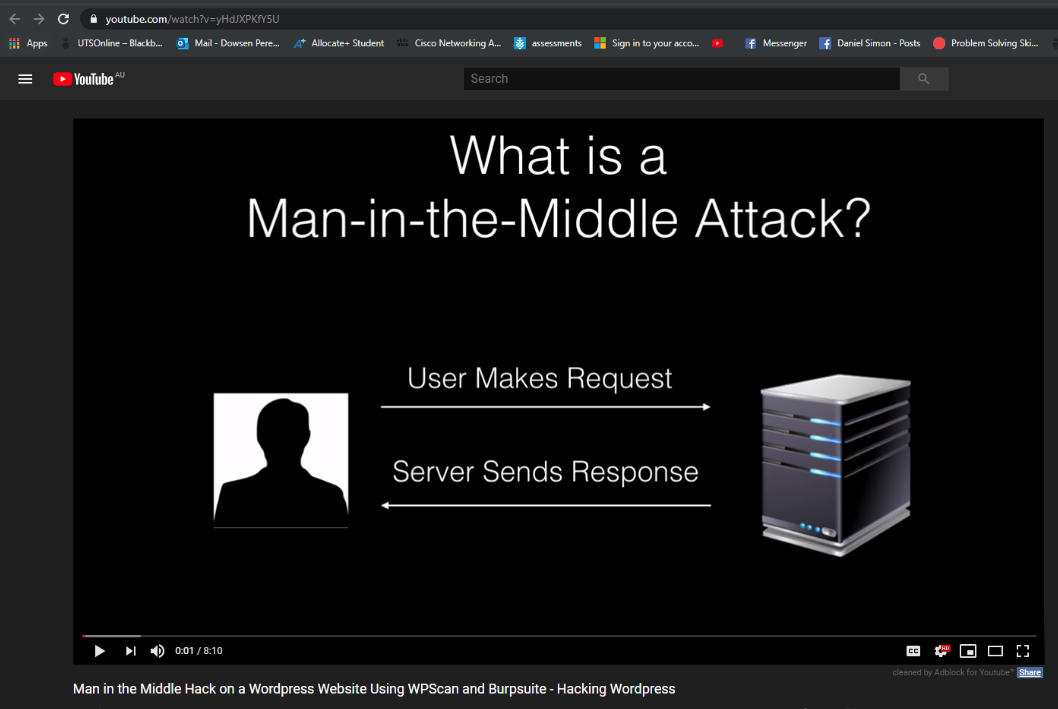 youtube.com/watch?v=yHdJXPKfY5U
Apps UTSOnline – Blackb... Mail - Dowsen Pere... Allocate+ Student Cisco Networking A... assessments Sign in to your acco... Messenger Daniel Simon - Posts Problem Solving Ski...
YouTube AU
Search
What is a
Man-in-the-Middle Attack?
User Makes Request
Server Sends Response
0:01 / 8:10
CC HD
cleaned by Adblock for Youtube™ Share
Man in the Middle Hack on a Wordpress Website Using WPScan and Burpsuite - Hacking Wordpress